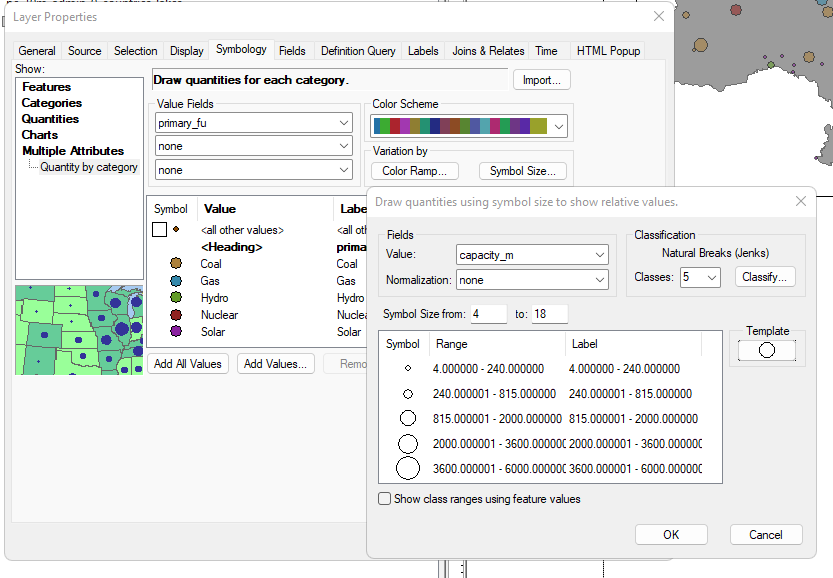 Layer Properties
General Source Selection Display Symbology Fields Definition Query Labels Joins & Relates Time HTML Popup
Show:
Features
Categories
Quantities
Charts
Multiple Attributes
Quantity by category
Draw quantities for each category.
Import...
Value Fields
primary_fu
none
none
Color Scheme
Variation by
Color Ramp... Symbol Size...
Symbol Value Labe
<all other values> <all oth
<Heading> prima
Coal Coal
Gas Gas
Hydro Hydro
Nuclear Nuclea
Solar Solar
Add All Values Add Values... Remo
Draw quantities using symbol size to show relative values.
Fields
Value: capacity_m
Normalization: none
Classification
Natural Breaks (Jenks)
Classes: 5 Classify...
Symbol Size from: 4 to: 18
Symbol Range Label
4.000000 - 240.000000 4.000000 - 240.000000
240.000001 - 815.000000 240.000001 - 815.000000
815.000001 - 2000.000000 815.000001 - 2000.000000
2000.000001 - 3600.000000 2000.000001 - 3600.000000
3600.000001 - 6000.000000 3600.000001 - 6000.000000
Template
Show class ranges using feature values
OK Cancel